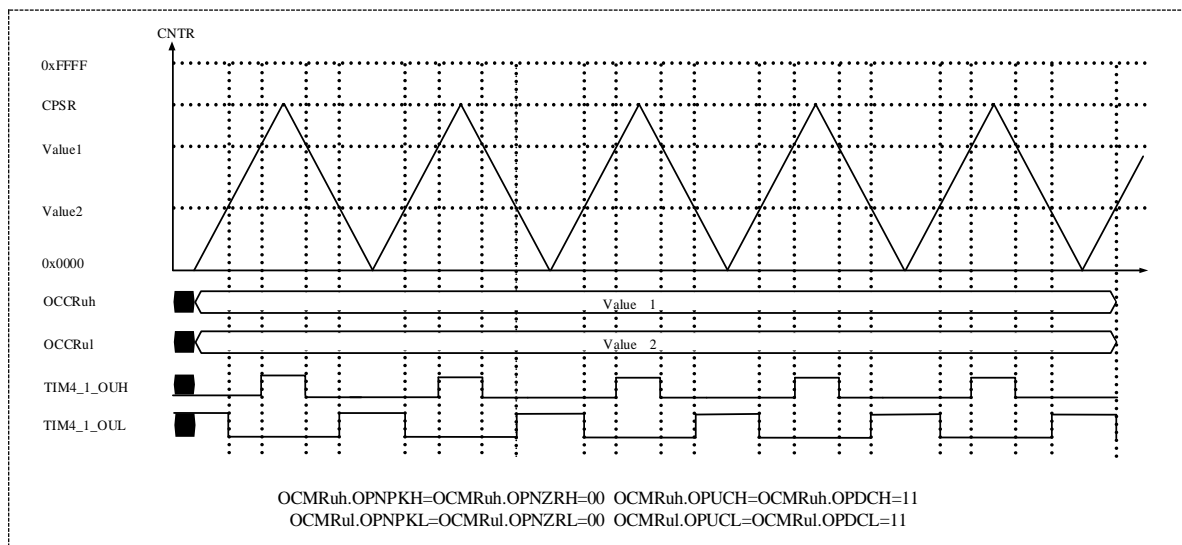 CNTR
0xFFFF
CPSR
Value1
Value2
0x0000
OCCRuh
Value 1
OCCRul
Value 2
TIM4_1_OUH
TIM4_1_OUL
OCMRuh.OPNPKH=OCMRuh.OPNZRH=00 OCMRuh.OPUCH=OCMRuh.OPDCH=11
OCMRul.OPNPKL=OCMRul.OPNZRL=00 OCMRul.OPUCL=OCMRul.OPDCL=11